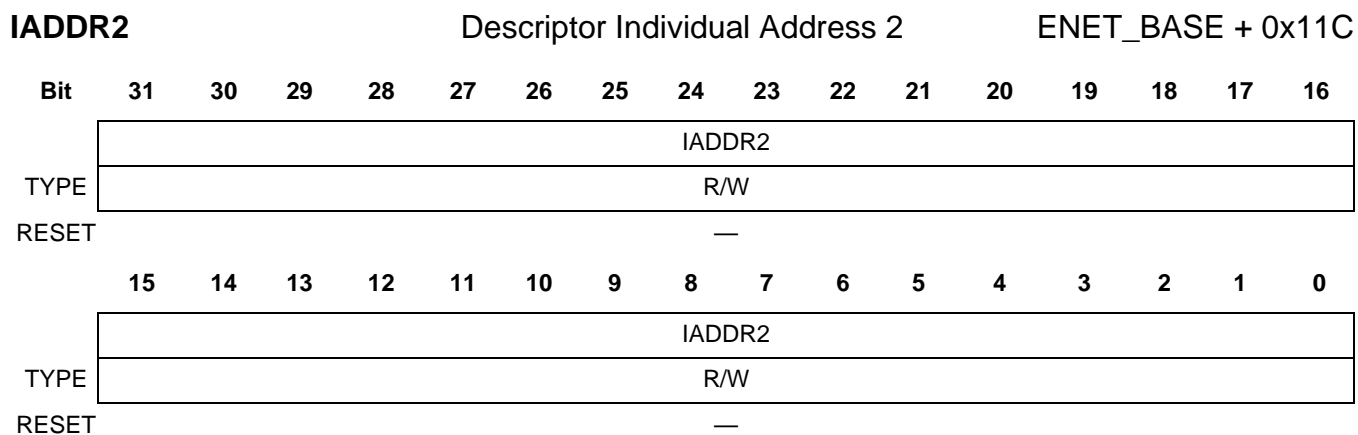 IADDR2 Descriptor Individual Address 2 ENET_BASE + 0x11C
Bit 31 30 29 28 27 26 25 24 23 22 21 20 19 18 17 16
IADDR2
TYPE R/W
RESET —
15 14 13 12 11 10 9 8 7 6 5 4 3 2 1 0
IADDR2
TYPE R/W
RESET —